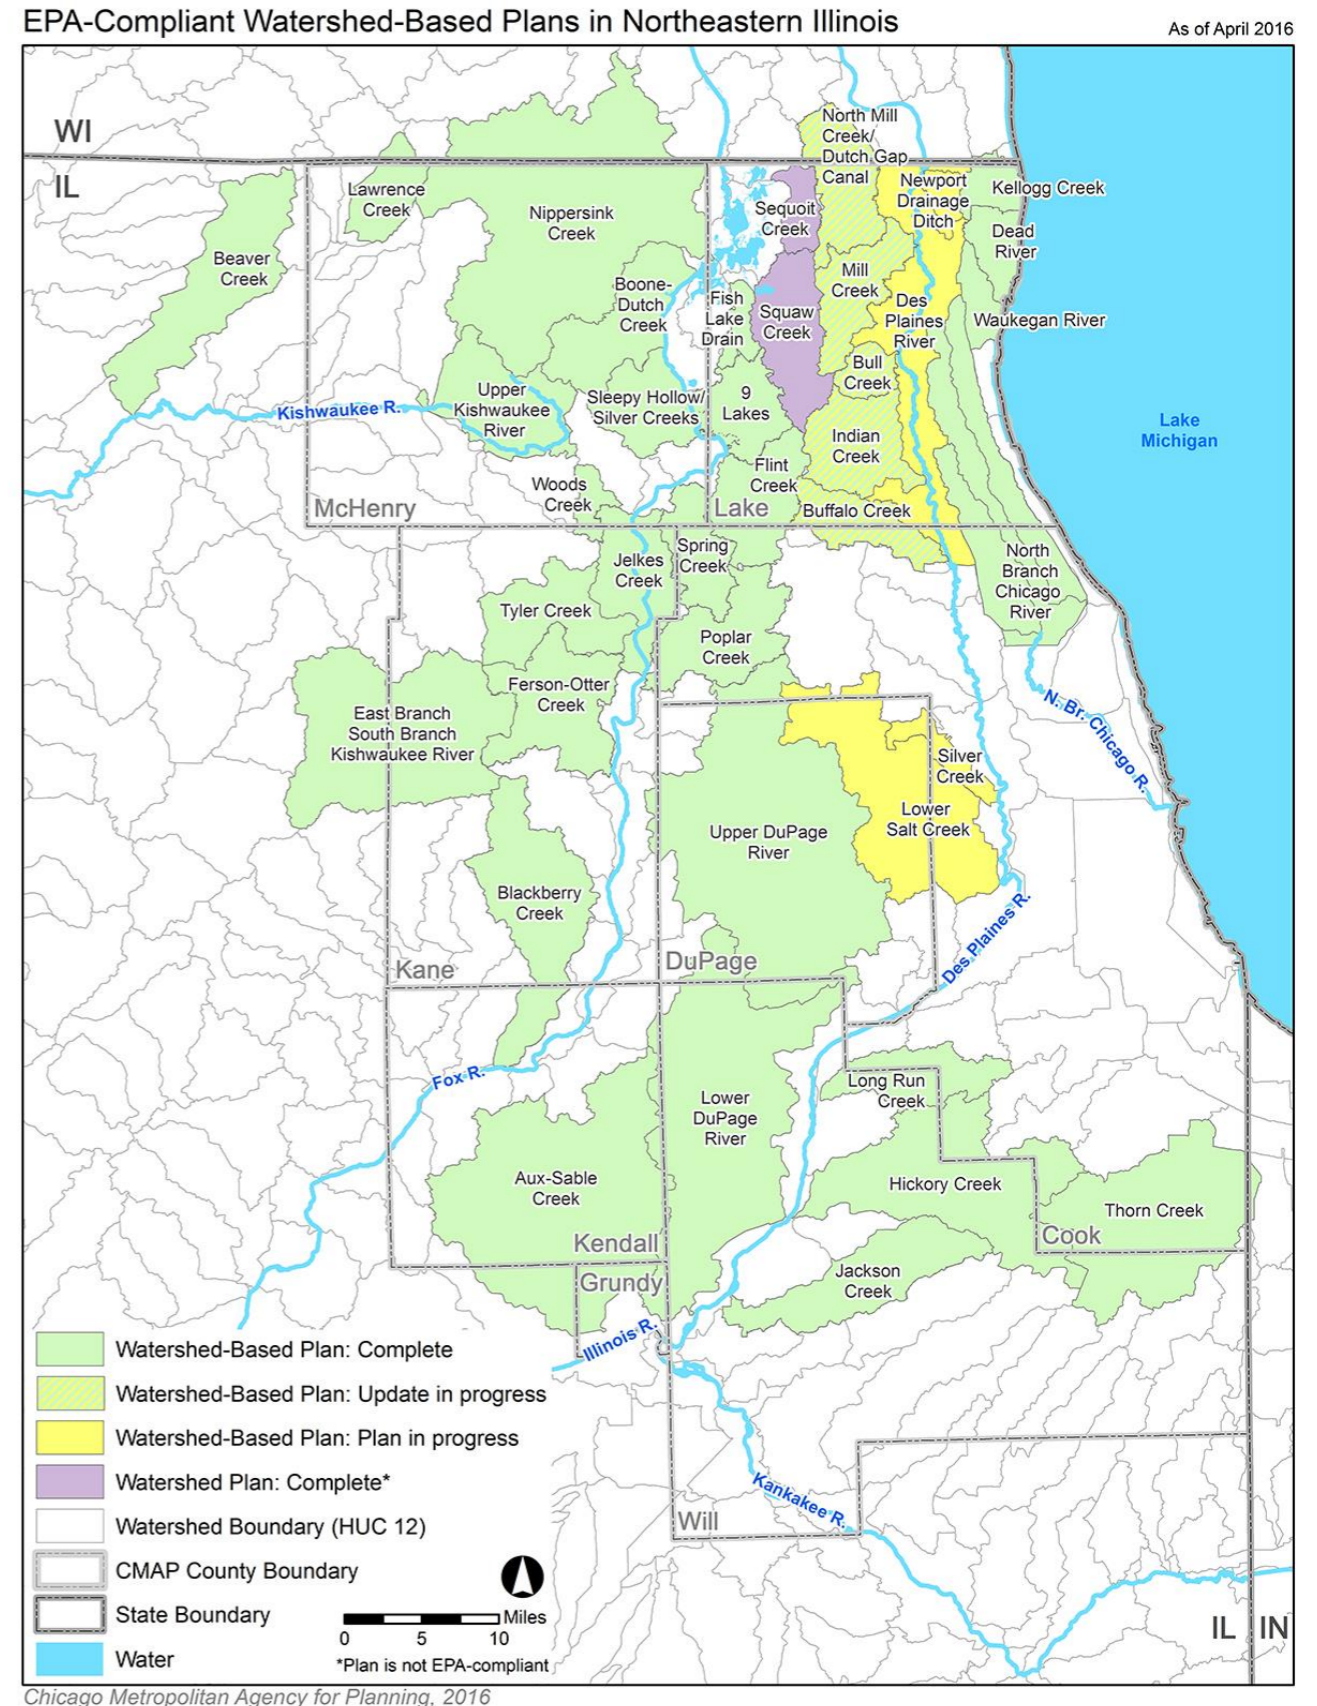 EPA-Compliant Watershed-Based Plans in Northeastern Illinois
As of April 2016
WI
IL
North Mill
Creek/
Dutch Gap
Canal
Lawrence
Creek
Nippersink
Creek
Sequoit
Creek
Newport
Drainage
Ditch
Kellogg Creek
Dead
River
Beaver
Creek
Boone-
Dutch
Creek
Fish
Lake
Drain
Squaw
Creek
Mill
Creek
Des
Plaines
River
Waukegan River
Bull
Creek
Upper
Kishwaukee
River
Kishwaukee R.
Sleepy Hollow/
Silver Creeks
9
Lakes
Indian
Creek
Lake
Michigan
Flint
Creek
Woods
Creek
McHenry
Lake
Buffalo Creek
Jelkes
Creek
Spring
Creek
North
Branch
Chicago
River
Tyler Creek
Poplar
Creek
Ferson-Otter
Creek
East Branch
South Branch
Kishwaukee River
N. Br. Chicago R.
Silver
Creek
Lower
Salt Creek
Upper DuPage
River
Blackberry
Creek
Des Plaines R.
Kane
DuPage
Fox R.
Long Run
Creek
Lower
DuPage
River
Aux-Sable
Creek
Hickory Creek
Thorn Creek
Kendall
Cook
Grundy
Jackson
Creek
Illinois R.
Kankakee R.
Will
Watershed-Based Plan: Complete
Watershed-Based Plan: Update in progress
Watershed-Based Plan: Plan in progress
Watershed Plan: Complete*
Watershed Boundary (HUC 12)
CMAP County Boundary
State Boundary
Water
Miles
0 5 10
*Plan is not EPA-compliant
IL IN
Chicago Metropolitan Agency for Planning, 2016